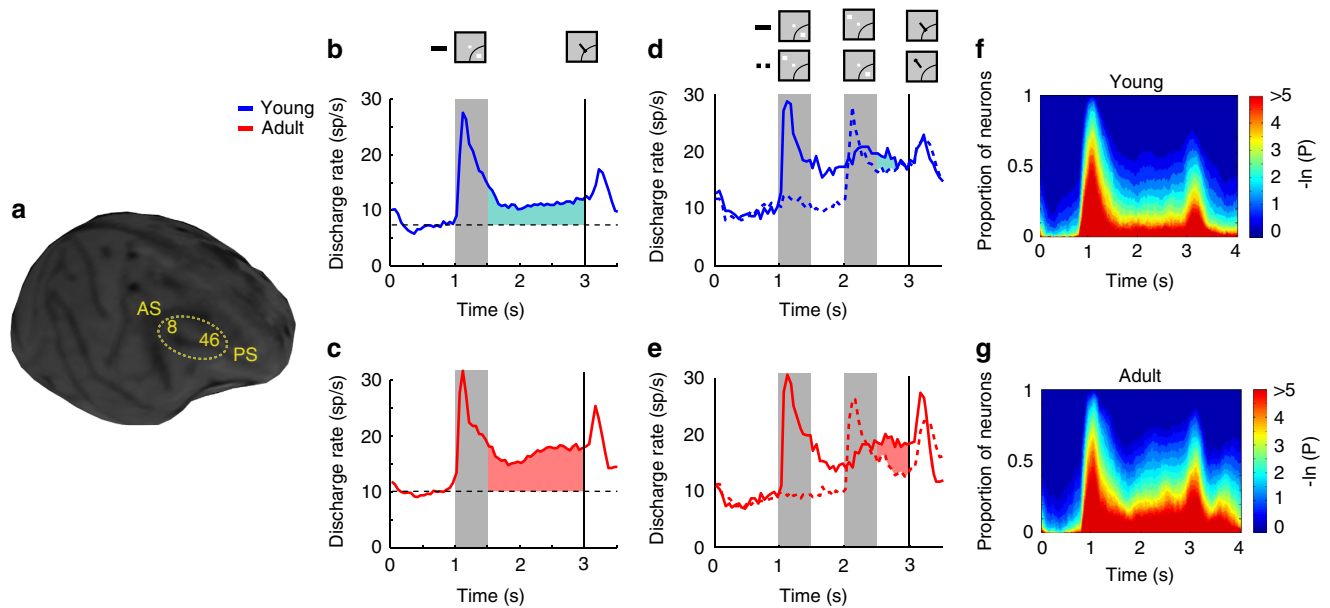 a
Young
Adult
AS
8
46
PS
b
Discharge rate (sp/s)
30
20
10
0
0 1 2 3
Time (s)
c
Discharge rate (sp/s)
30
20
10
0
0 1 2 3
Time (s)
d
Discharge rate (sp/s)
30
20
10
0
0 1 2 3
Time (s)
e
Discharge rate (sp/s)
30
20
10
0
0 1 2 3
Time (s)
f
Young
Proportion of neurons
1
0.5
0
0 1 2 3 4
Time (s)
>5
4
3
2
1
0
-ln (P)
g
Adult
Proportion of neurons
1
0.5
0
0 1 2 3 4
Time (s)
>5
4
3
2
1
0
-ln (P)